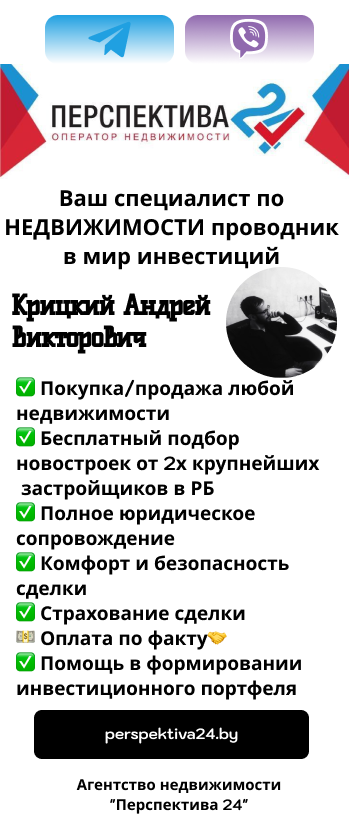 ПЕРСПЕКТИВА 24
ОПЕРАТОР НЕДВИЖИМОСТИ
Ваш специалист по
НЕДВИЖИМОСТИ проводник
в мир инвестиций
Крицкий Андрей
Викторович
✅ Покупка/продажа любой
недвижимости
✅ Бесплатный подбор
новостроек от 2х крупнейших
застройщиков в РБ
✅ Полное юридическое
сопровождение
✅ Комфорт и безопасность
сделки
✅ Страхование сделки
💵 Оплата по факту🤝
✅ Помощь в формировании
инвестиционного портфеля
perspektiva24.by
Агентство недвижимости
"Перспектива 24"